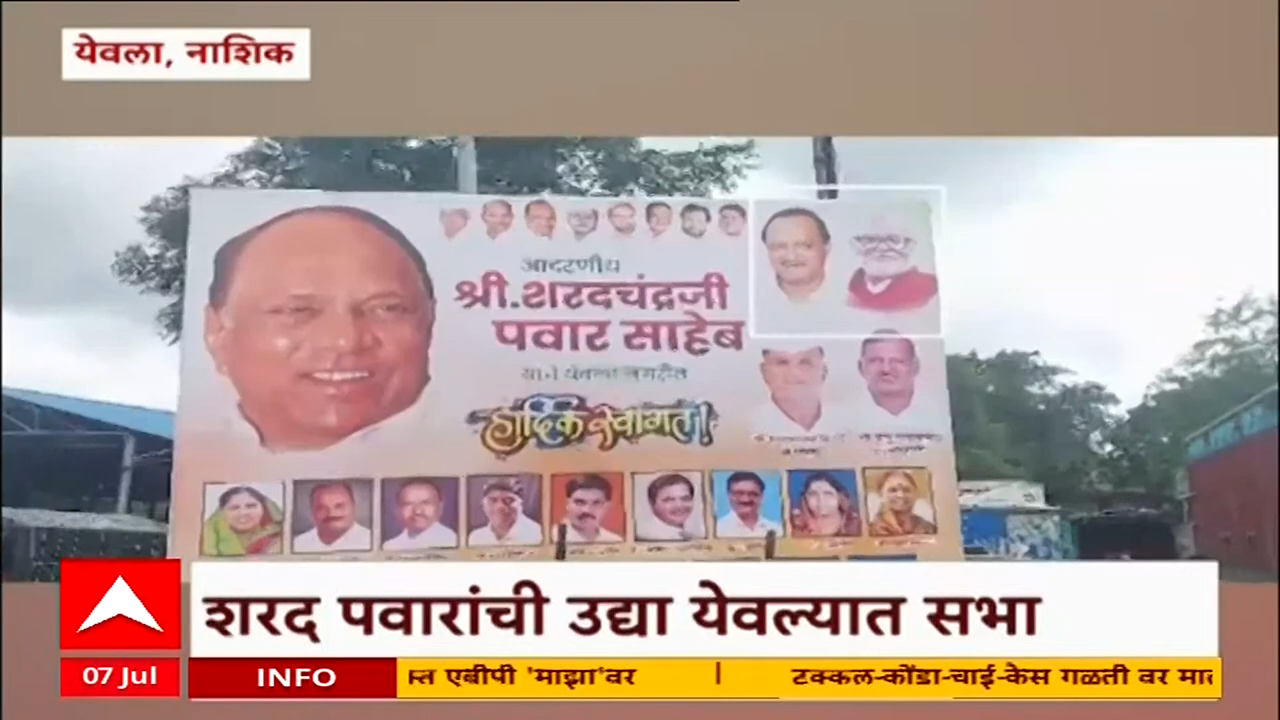 येवला, नाशिक
आदरणीय
श्री.शरदचंद्रजी
पवार साहेब
हार्दिक स्वागत!
शरद पवारांची उद्या येवल्यात सभा
07 Jul
INFO
एबीपी 'माझा'वर | टक्कल-कोंडा-चाई-केस गळती वर